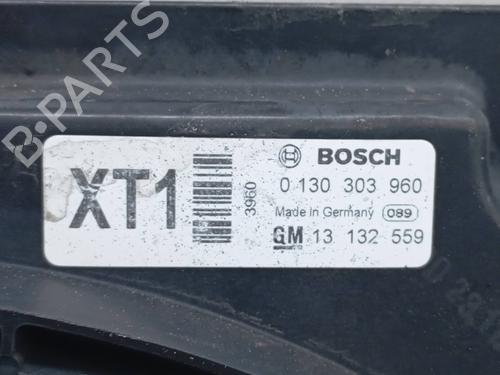 B-PARTS
XT1
3960
BOSCH
0 130 303 960
Made in Germany 089
GM 13 132 559